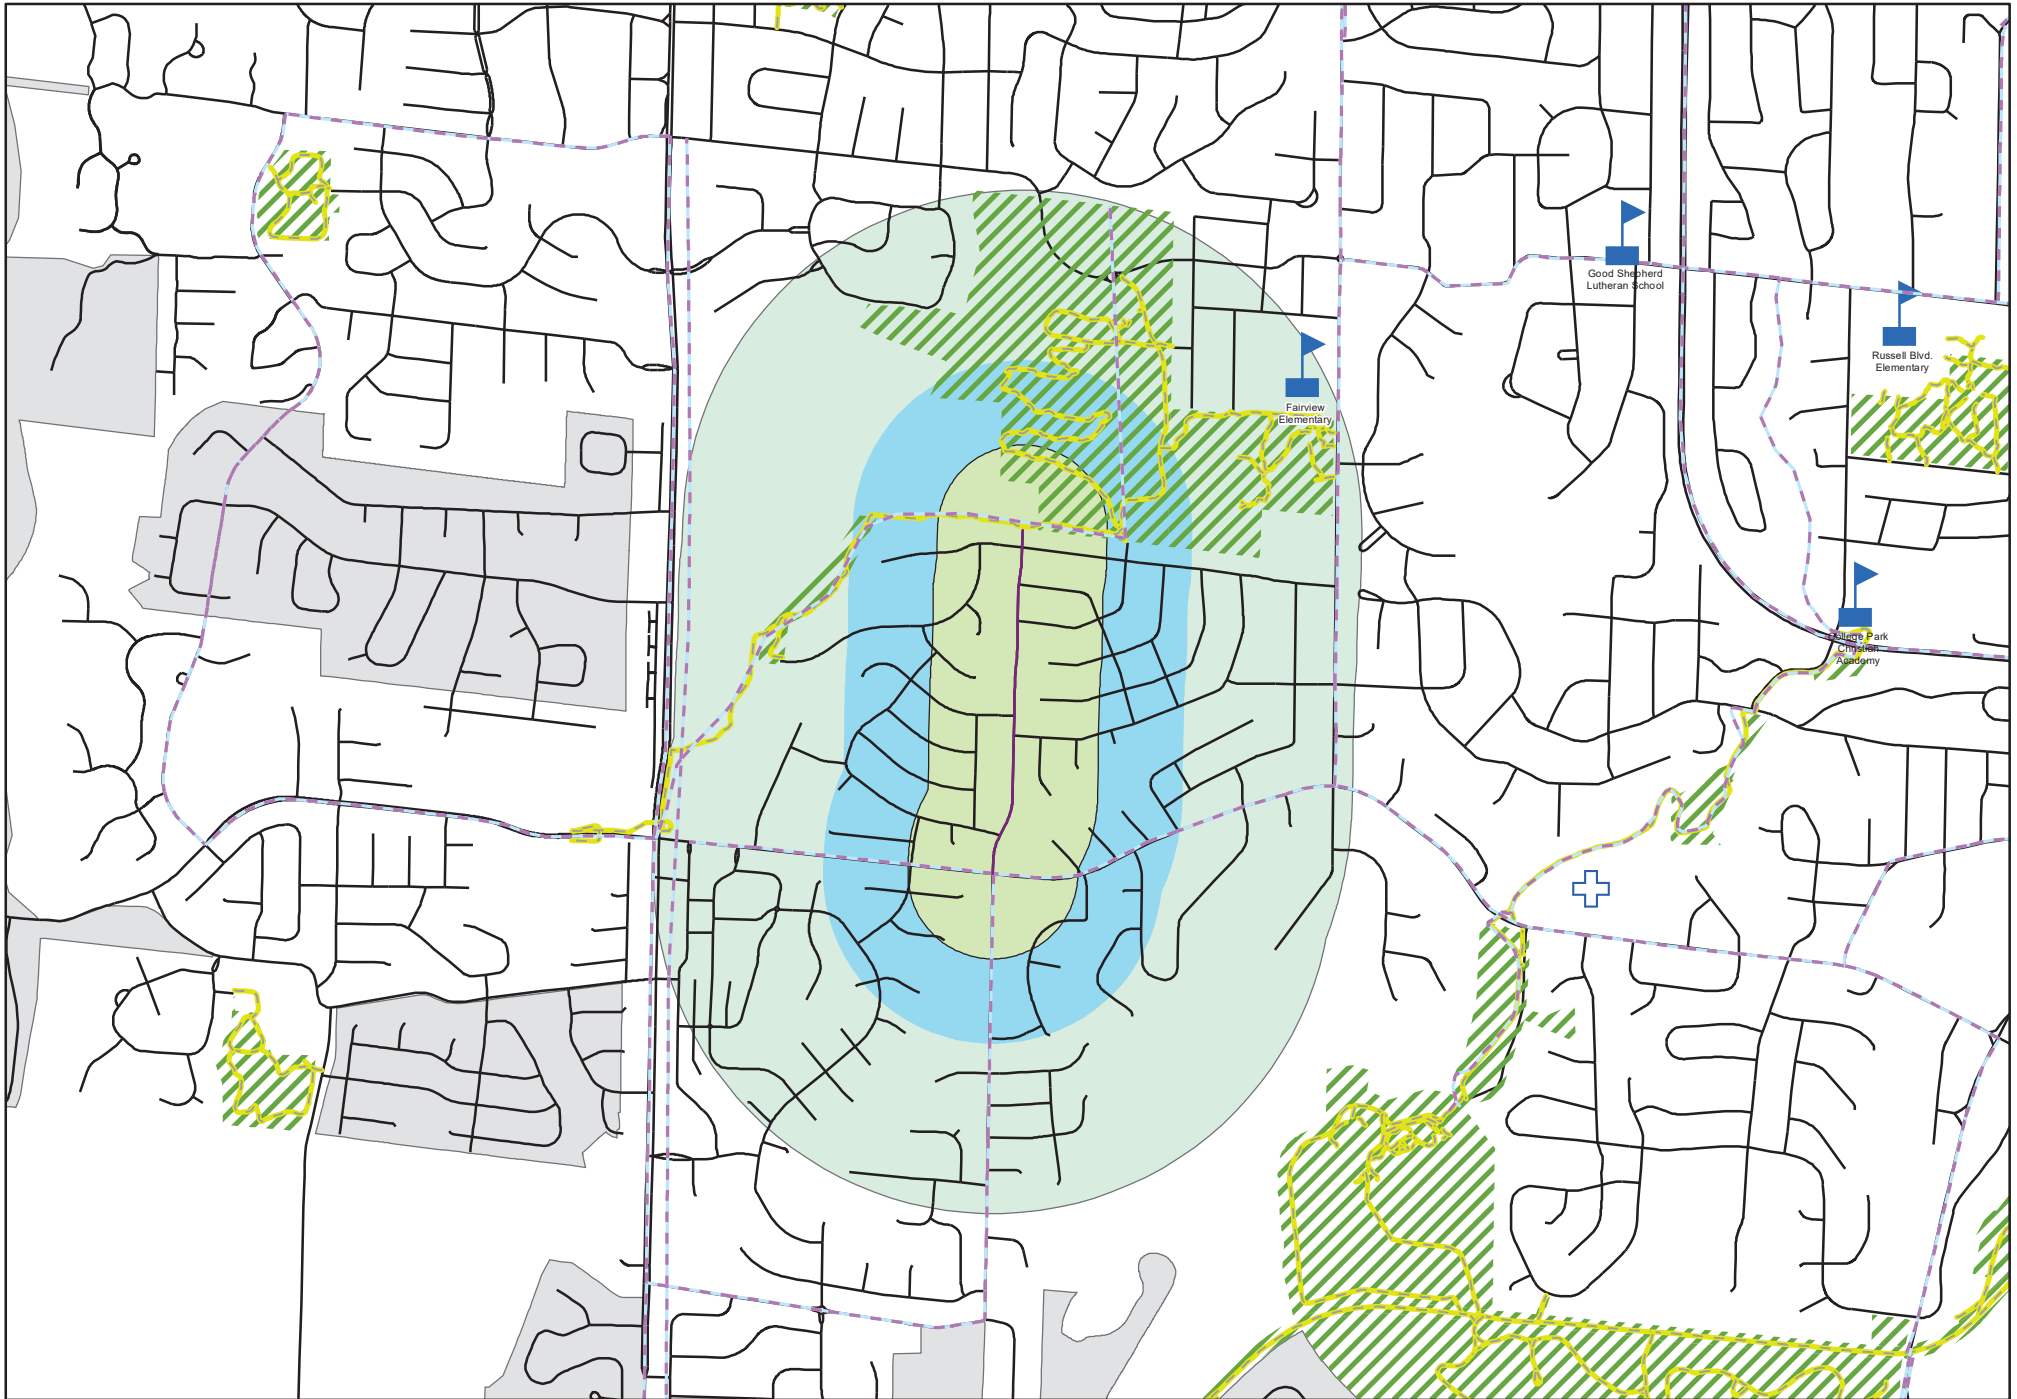 Good Shepherd
Lutheran School
Russell Blvd.
Elementary
Fairview
Elementary
College Park
Christian
Academy